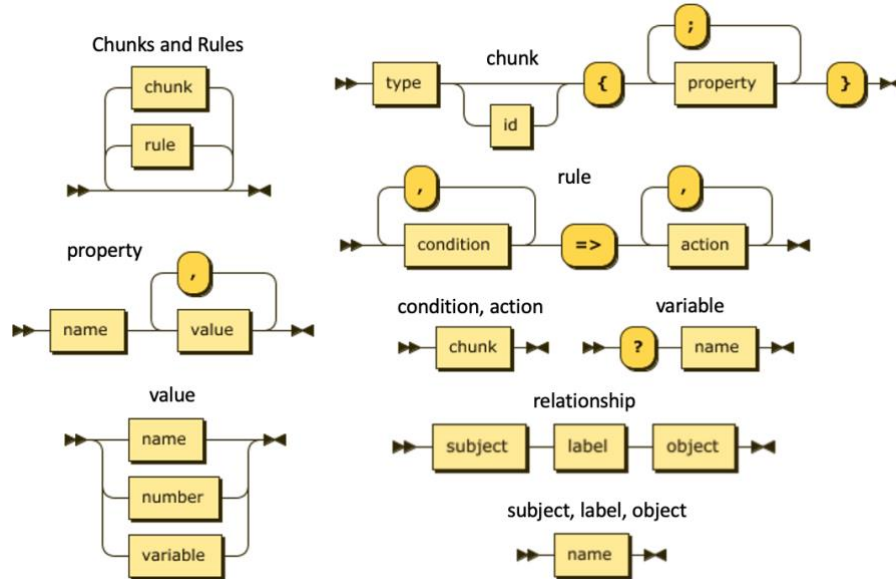 Chunks and Rules
chunk
rule
chunk
;
type
{
property
}
id
rule
,
,
condition
=>
action
property
,
name
value
condition, action
chunk
variable
?
name
value
name
number
variable
relationship
subject
label
object
subject, label, object
name